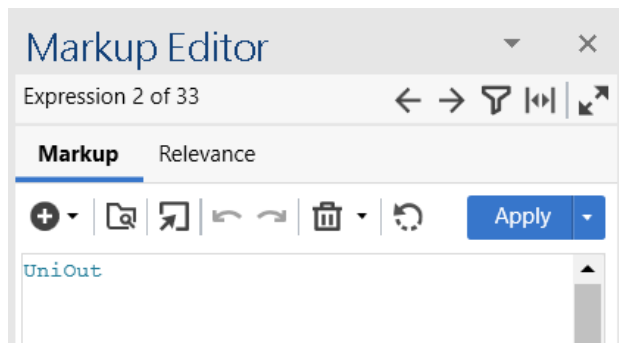 Markup Editor
Expression 2 of 33
Markup Relevance
Apply
UniOut